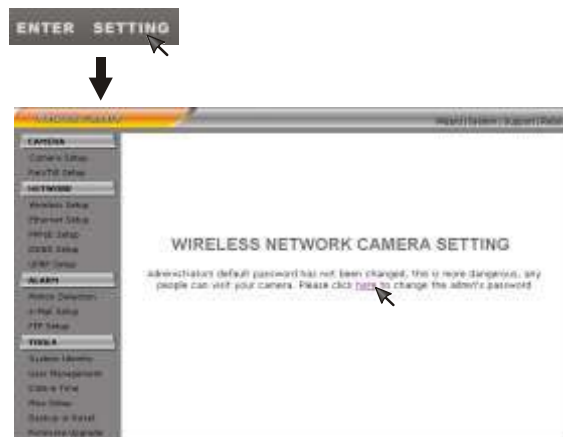 ENTER SETTING
CAMERA
Camera Setup
Pan/Tilt Setup
NETWORK
Wireless Setup
Ethernet Setup
PPPoE Setup
DDNS Setup
UPNP Setup
ALARM
Motion Detection
e-Mail Setup
FTP Setup
TOOLS
System Identity
User Management
Date & Time
Misc Setup
Backup & Reset
Firmware Upgrade
WIRELESS NETWORK CAMERA SETTING
administrators default password has not been changed, this is more dangerous, any
people can visit your camera. Please click here to change the admin's password